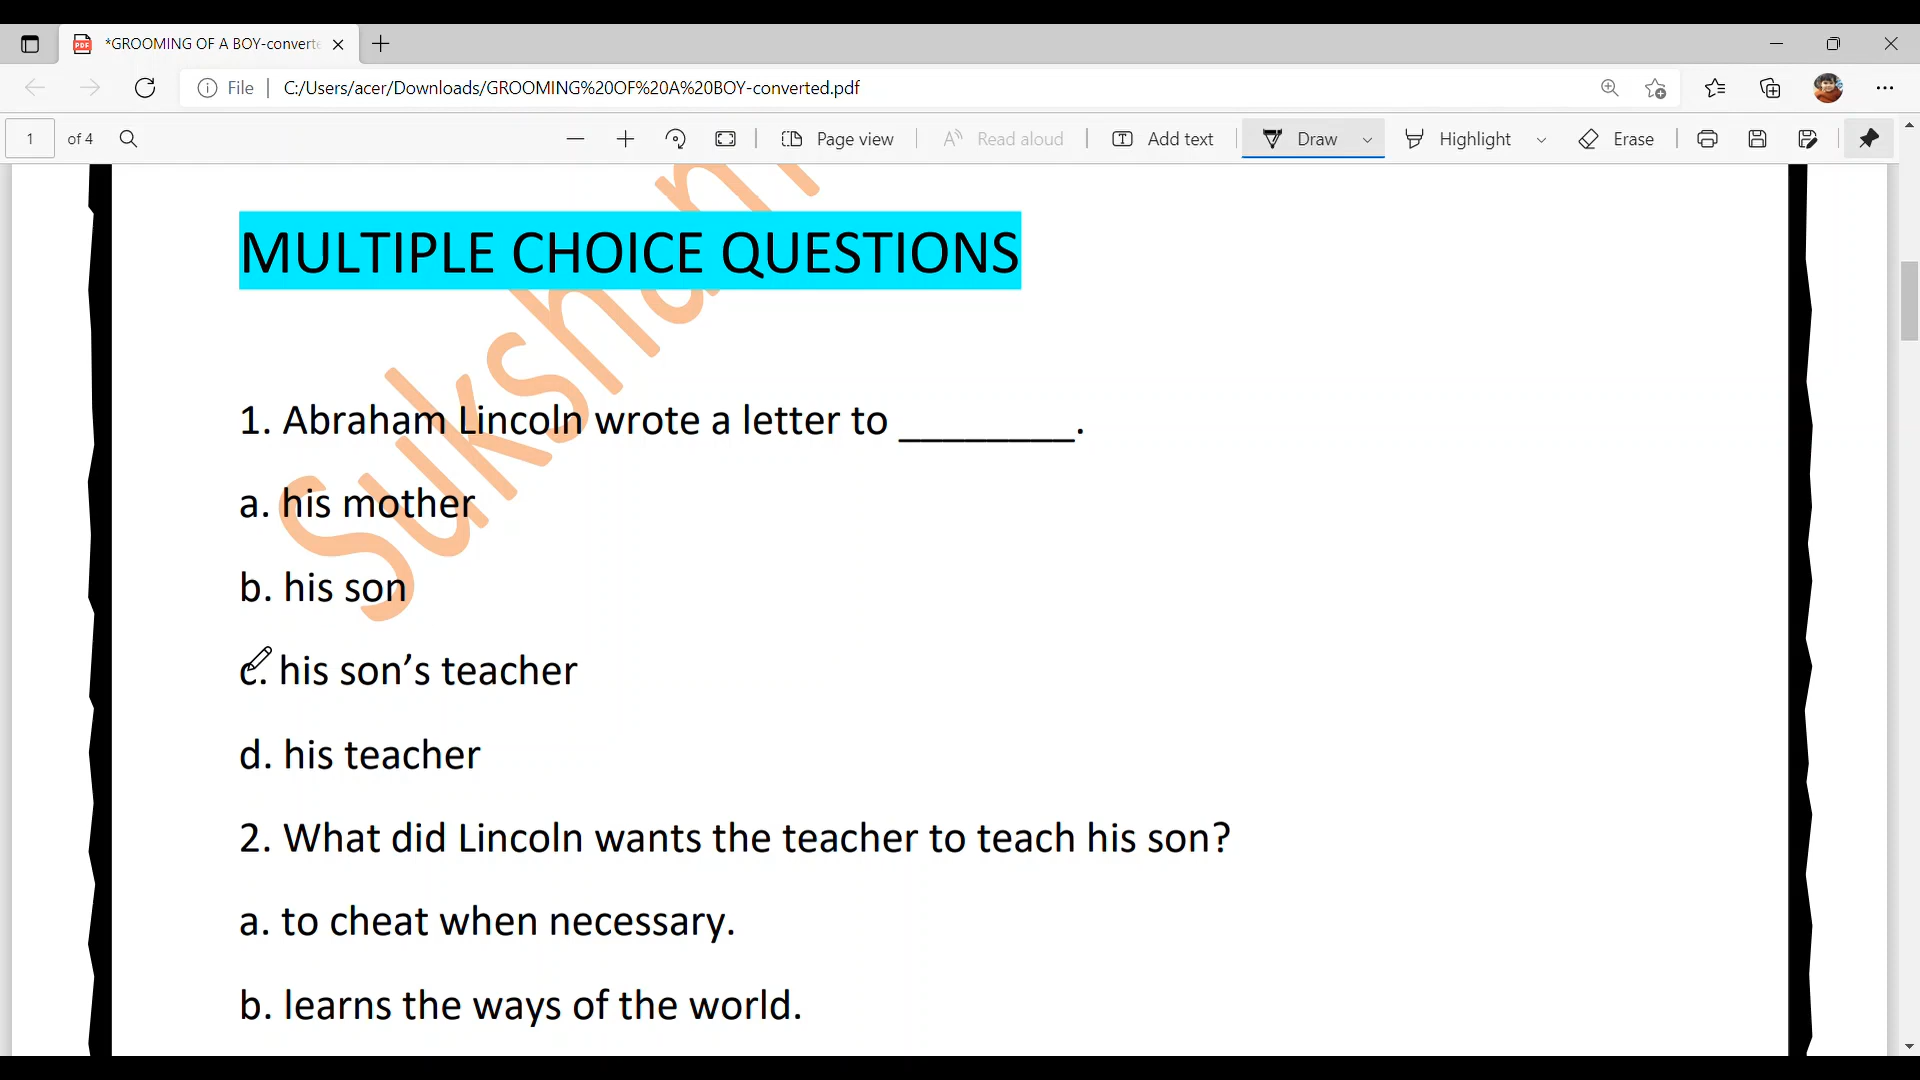 *GROOMING OF A BOY-converte
File
C:/Users/acer/Downloads/GROOMING%20OF%20A%20BOY-converted.pdf
1 of 4
Page view
Read aloud
Add text
Draw
Highlight
Erase
MULTIPLE CHOICE QUESTIONS
1. Abraham Lincoln wrote a letter to ________.
a. his mother
b. his son
c. his son’s teacher
d. his teacher
2. What did Lincoln wants the teacher to teach his son?
a. to cheat when necessary.
b. learns the ways of the world.